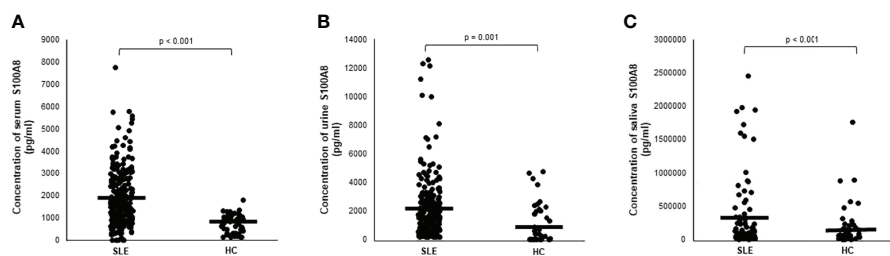 A
p < 0.001
Concentration of serum S100A8
(pg/ml)
9000
8000
7000
6000
5000
4000
3000
2000
1000
0
SLE HC
B
p = 0.001
Concentration of urine S100A8
(pg/ml)
14000
12000
10000
8000
6000
4000
2000
0
SLE HC
C
p < 0.001
Concentration of saliva S100A8
(pg/ml)
3000000
2500000
2000000
1500000
1000000
500000
0
SLE HC